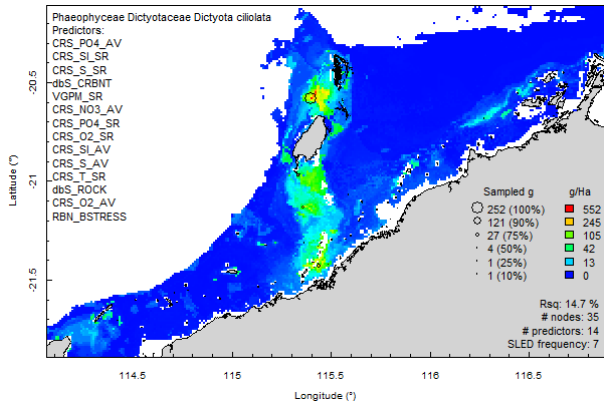 Phaeophyceae Dictyotaceae Dictyota ciliolata
Predictors:
CRS_PO4_AV
CRS_SI_SR
CRS_S_SR
dbS_CRBNT
VGPM_SR
CRS_NO3_AV
CRS_PO4_SR
CRS_O2_SR
CRS_SI_AV
CRS_S_AV
CRS_T_SR
dbS_ROCK
CRS_O2_AV
RBN_BSTRESS
-20.5
-21
-21.5
Latitude (°)
Sampled g
g/Ha
252 (100%)
552
121 (90%)
245
27 (75%)
105
4 (50%)
42
1 (25%)
13
1 (10%)
0
Rsq: 14.7 %
# nodes: 35
# predictors: 14
SLED frequency: 7
114.5
115
115.5
116
116.5
Longitude (°)